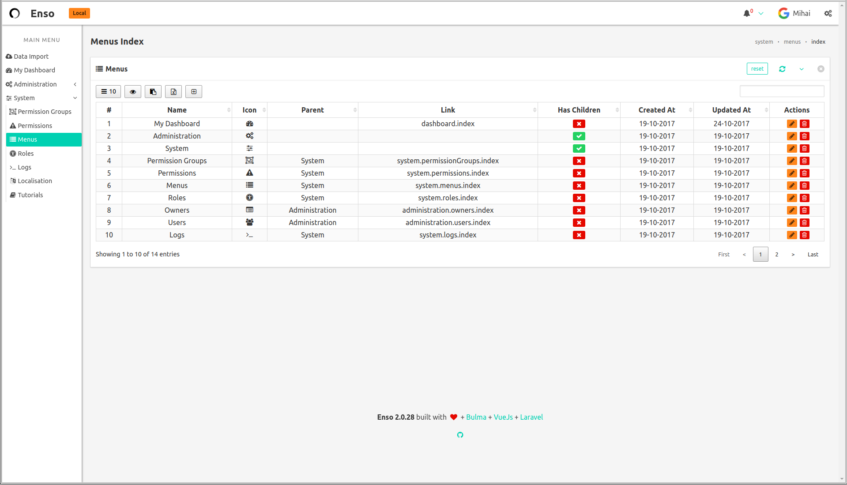 Enso Local 0 Mihai
MAIN MENU
Data Import
My Dashboard
Administration
System
Permission Groups
Permissions
Menus
Roles
Logs
Localisation
Tutorials
Menus Index system menus index
Menus reset
10
# Name Icon Parent Link Has Children Created At Updated At Actions
1 My Dashboard dashboard.index 19-10-2017 24-10-2017
2 Administration 19-10-2017 19-10-2017
3 System 19-10-2017 19-10-2017
4 Permission Groups System system.permissionGroups.index 19-10-2017 19-10-2017
5 Permissions System system.permissions.index 19-10-2017 19-10-2017
6 Menus System system.menus.index 19-10-2017 19-10-2017
7 Roles System system.roles.index 19-10-2017 19-10-2017
8 Owners Administration administration.owners.index 19-10-2017 19-10-2017
9 Users Administration administration.users.index 19-10-2017 19-10-2017
10 Logs System system.logs.index 19-10-2017 19-10-2017
Showing 1 to 10 of 14 entries First « 1 2 » Last
Enso 2.0.28 built with ❤ + Bulma + VueJs + Laravel